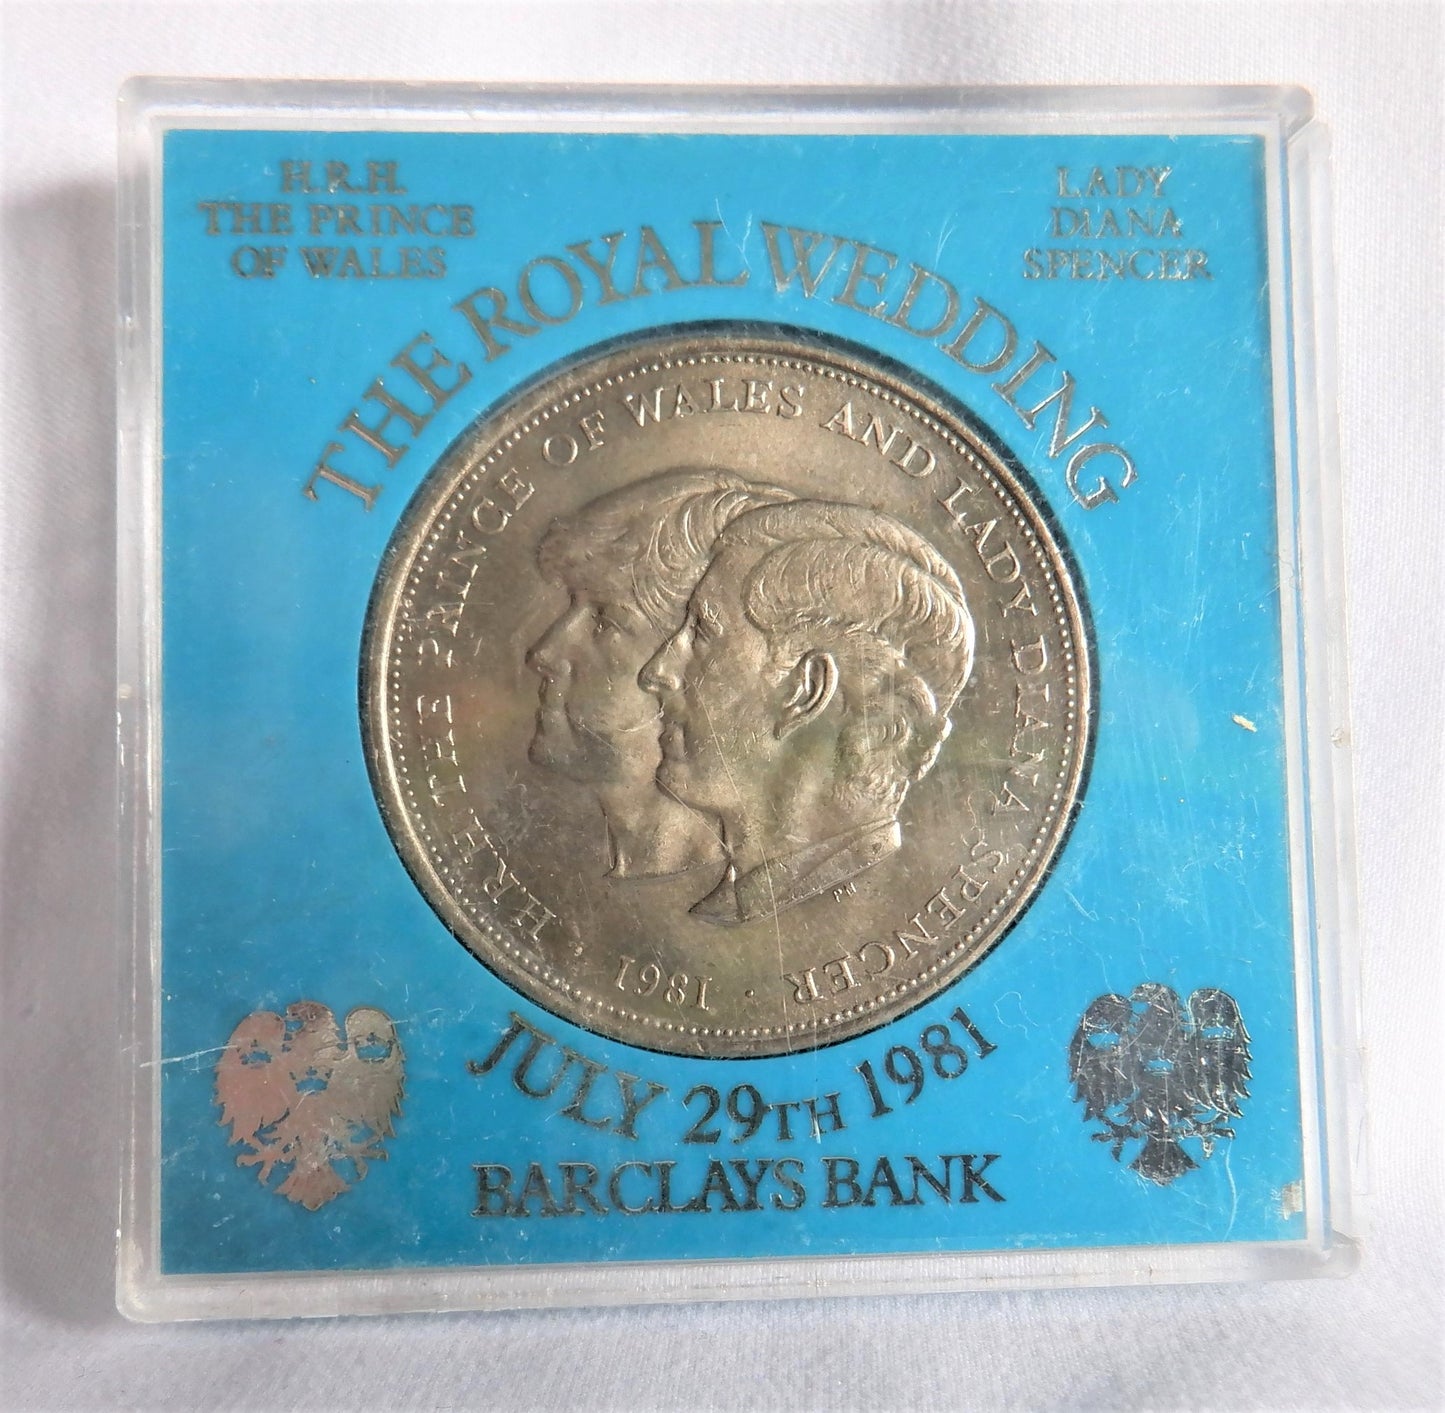 H.R.H.
THE PRINCE
OF WALES
LADY
DIANA
SPENCER
THE ROYAL WEDDING
H.R.H. THE PRINCE OF WALES AND LADY DIANA SPENCER · 1981
PN
JULY 29TH 1981
BARCLAYS BANK